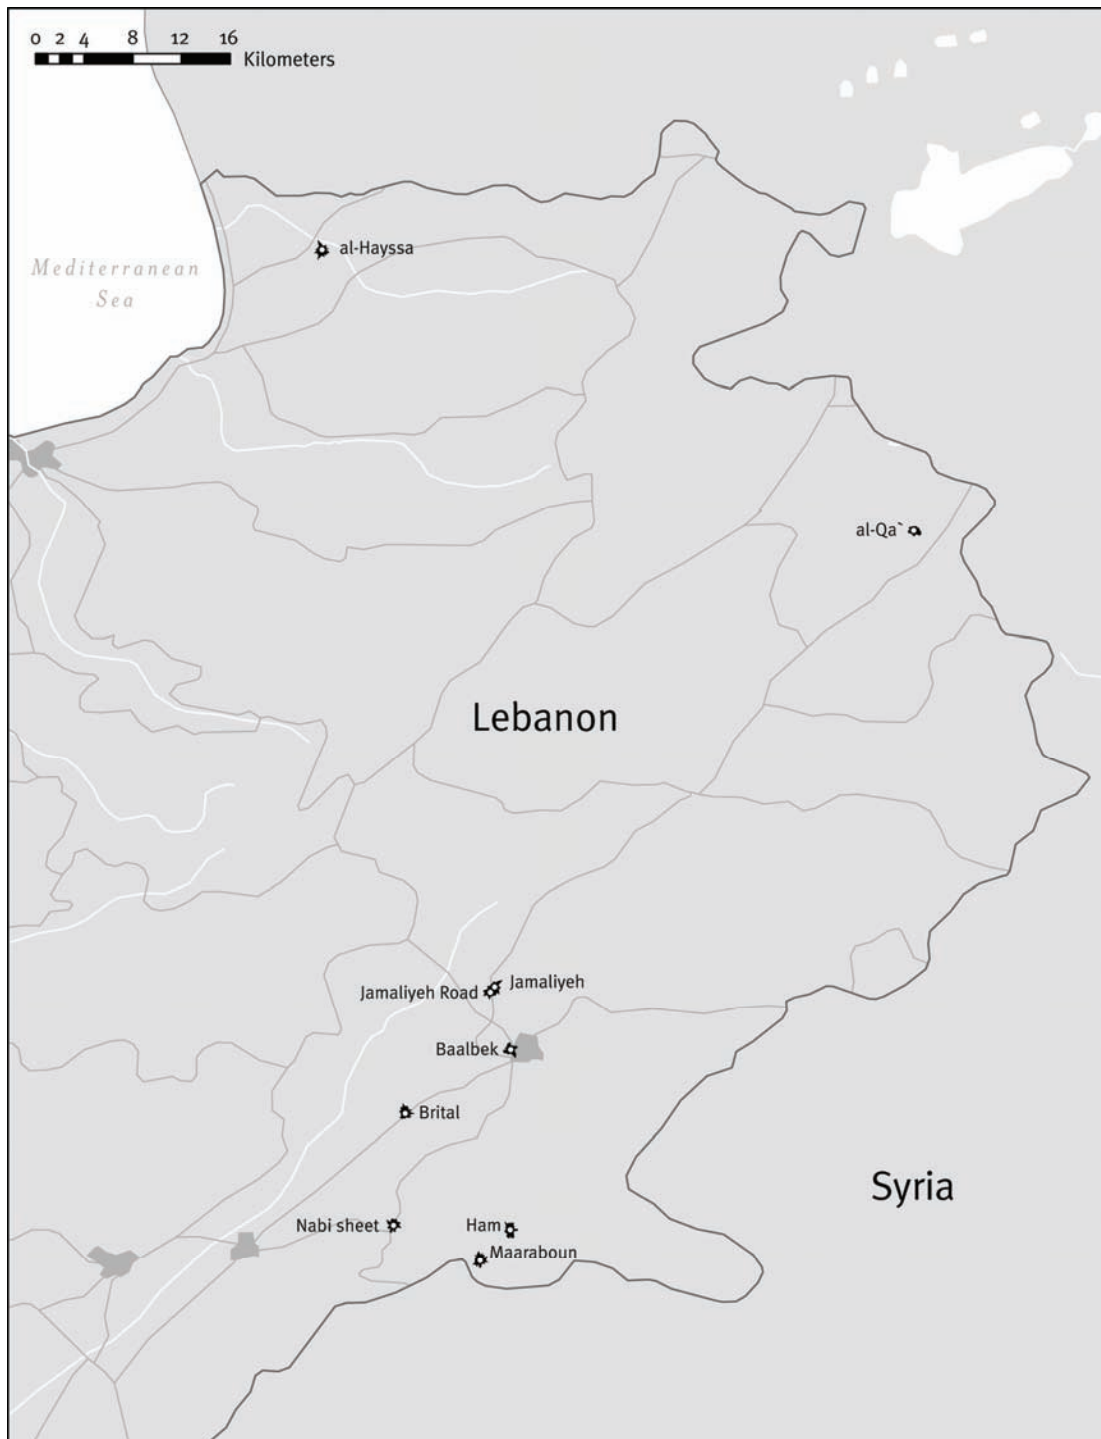 0 2 4 8 12 16
Kilometers
al-Hayssa
Mediterranean
Sea
al-Qa`
Lebanon
Jamaliyeh
Jamaliyeh Road
Baalbek
Brital
Syria
Nabi sheet
Ham
Maaraboun